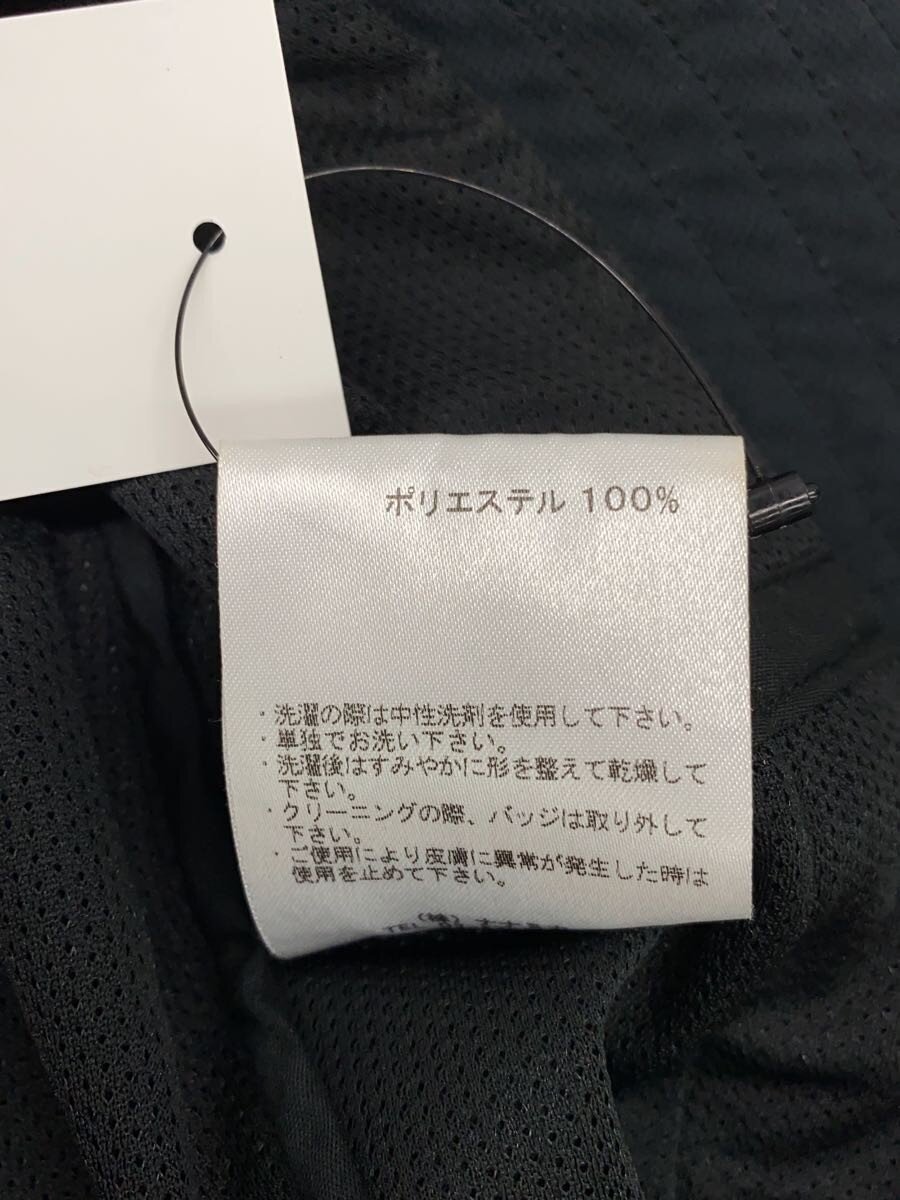 ポリエステル 100%
・洗濯の際は中性洗剤を使用して下さい。
・単独でお洗い下さい。
・洗濯後はすみやかに形を整えて乾燥して
下さい。
・クリーニングの際、バッジは取り外して
下さい。
・ご使用により皮膚に異常が発生した時は
使用を止めて下さい。
(株)
TEL